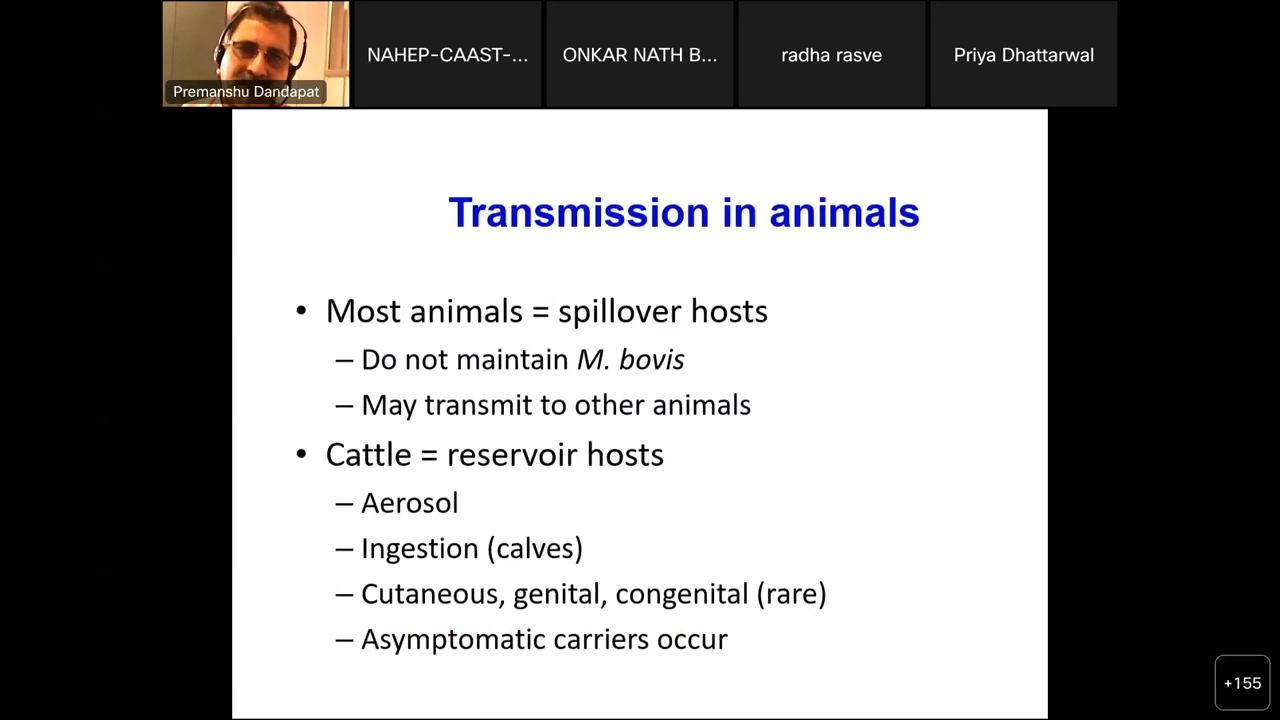 NAHEP-CAAST-...
ONKAR NATH B...
radha rasve
Priya Dhattarwal
Premanshu Dandapat
Transmission in animals
• Most animals = spillover hosts
– Do not maintain M. bovis
– May transmit to other animals
• Cattle = reservoir hosts
– Aerosol
– Ingestion (calves)
– Cutaneous, genital, congenital (rare)
– Asymptomatic carriers occur
+155